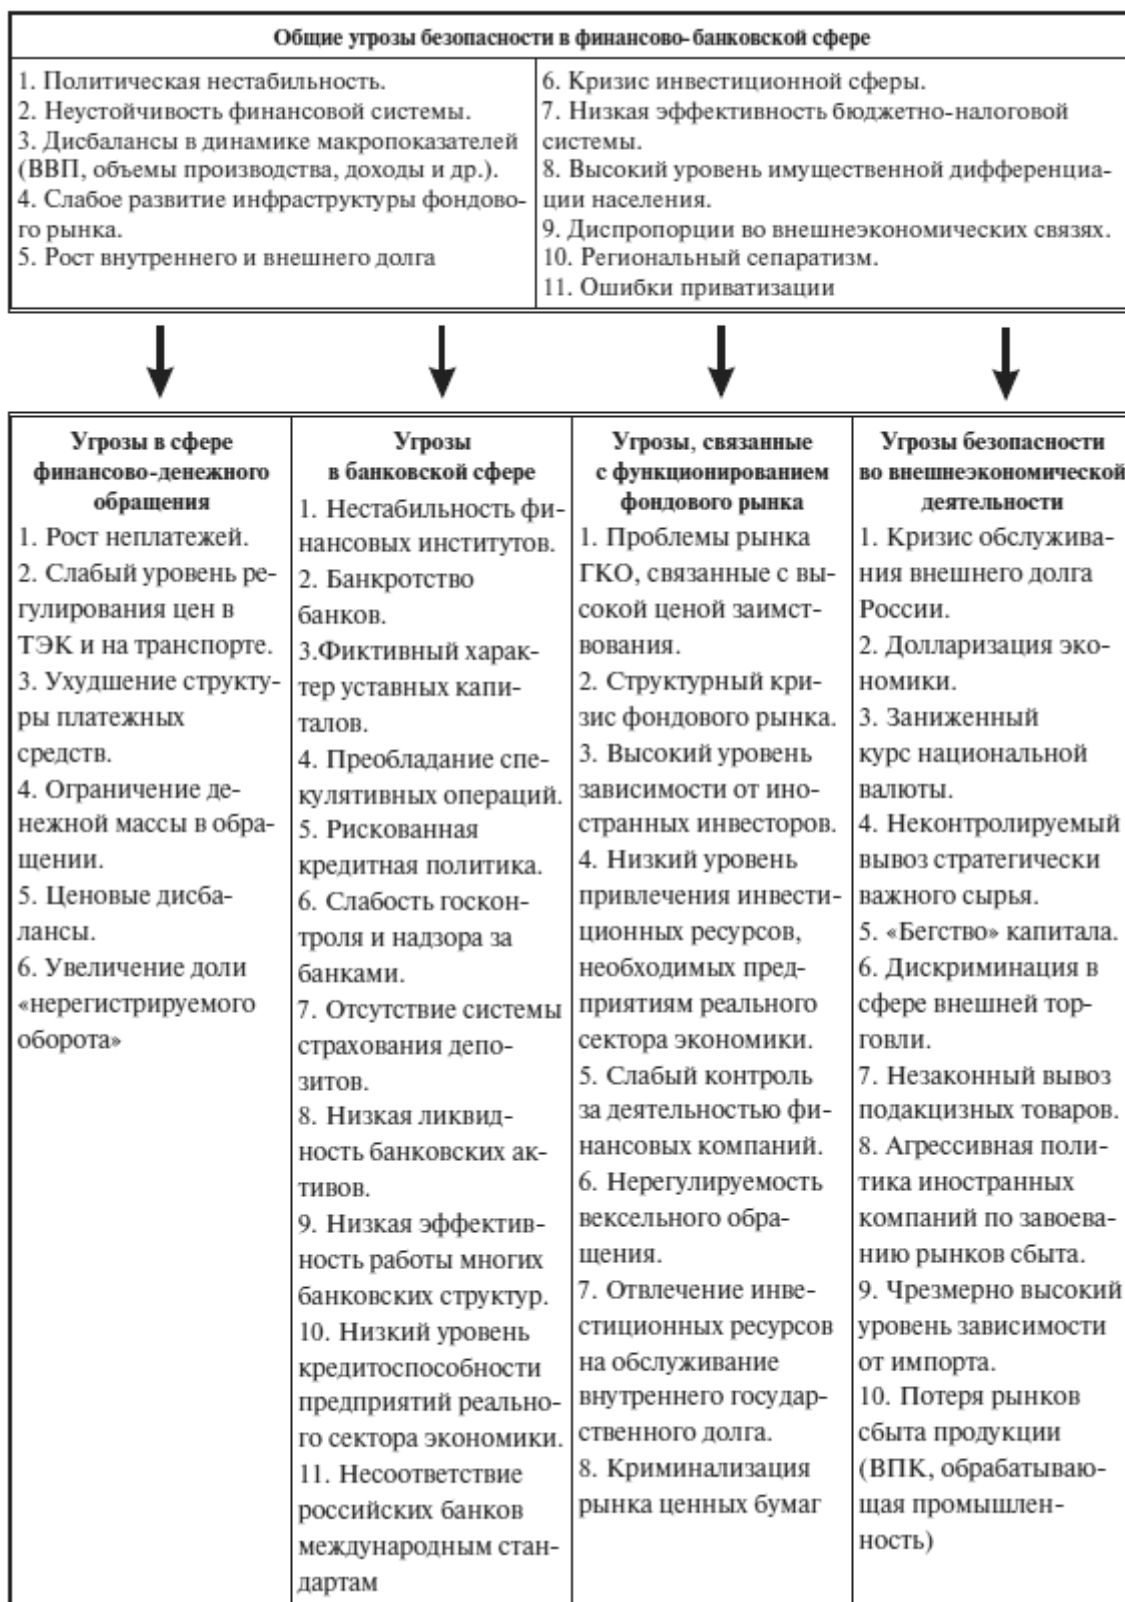 Общие угрозы безопасности в финансово-банковской сфере
1. Политическая нестабильность.
2. Неустойчивость финансовой системы.
3. Дисбалансы в динамике макропоказателей
(ВВП, объемы производства, доходы и др.).
4. Слабое развитие инфраструктуры фондово-
го рынка.
5. Рост внутреннего и внешнего долга
6. Кризис инвестиционной сферы.
7. Низкая эффективность бюджетно-налоговой
системы.
8. Высокий уровень имущественной дифференциа-
ции населения.
9. Диспропорции во внешнеэкономических связях.
10. Региональный сепаратизм.
11. Ошибки приватизации
Угрозы в сфере
финансово-денежного
обращения
1. Рост неплатежей.
2. Слабый уровень ре-
гулирования цен в
ТЭК и на транспорте.
3. Ухудшение структу-
ры платежных
средств.
4. Ограничение де-
нежной массы в обра-
щении.
5. Ценовые дисба-
лансы.
6. Увеличение доли
«нерегистрируемого
оборота»
Угрозы
в банковской сфере
1. Нестабильность фи-
нансовых институтов.
2. Банкротство
банков.
3.Фиктивный харак-
тер уставных капи-
талов.
4. Преобладание спе-
кулятивных операций.
5. Рискованная
кредитная политика.
6. Слабость госкон-
троля и надзора за
банками.
7. Отсутствие системы
страхования депо-
зитов.
8. Низкая ликвид-
ность банковских ак-
тивов.
9. Низкая эффектив-
ность работы многих
банковских структур.
10. Низкий уровень
кредитоспособности
предприятий реально-
го сектора экономики.
11. Несоответствие
российских банков
международным стан-
дартам
Угрозы, связанные
с функционированием
фондового рынка
1. Проблемы рынка
ГКО, связанные с вы-
сокой ценой заимст-
вования.
2. Структурный кри-
зис фондового рынка.
3. Высокий уровень
зависимости от ино-
странных инвесторов.
4. Низкий уровень
привлечения инвести-
ционных ресурсов,
необходимых пред-
приятиям реального
сектора экономики.
5. Слабый контроль
за деятельностью фи-
нансовых компаний.
6. Нерегулируемость
вексельного обра-
щения.
7. Отвлечение инве-
стиционных ресурсов
на обслуживание
внутреннего государ-
ственного долга.
8. Криминализация
рынка ценных бумаг
Угрозы безопасности
во внешнеэкономической
деятельности
1. Кризис обслужива-
ния внешнего долга
России.
2. Долларизация эко-
номики.
3. Заниженный
курс национальной
валюты.
4. Неконтролируемый
вывоз стратегически
важного сырья.
5. «Бегство» капитала.
6. Дискриминация в
сфере внешней тор-
говли.
7. Незаконный вывоз
подакцизных товаров.
8. Агрессивная поли-
тика иностранных
компаний по завоева-
нию рынков сбыта.
9. Чрезмерно высокий
уровень зависимости
от импорта.
10. Потеря рынков
сбыта продукции
(ВПК, обрабатываю-
щая промышлен-
ность)